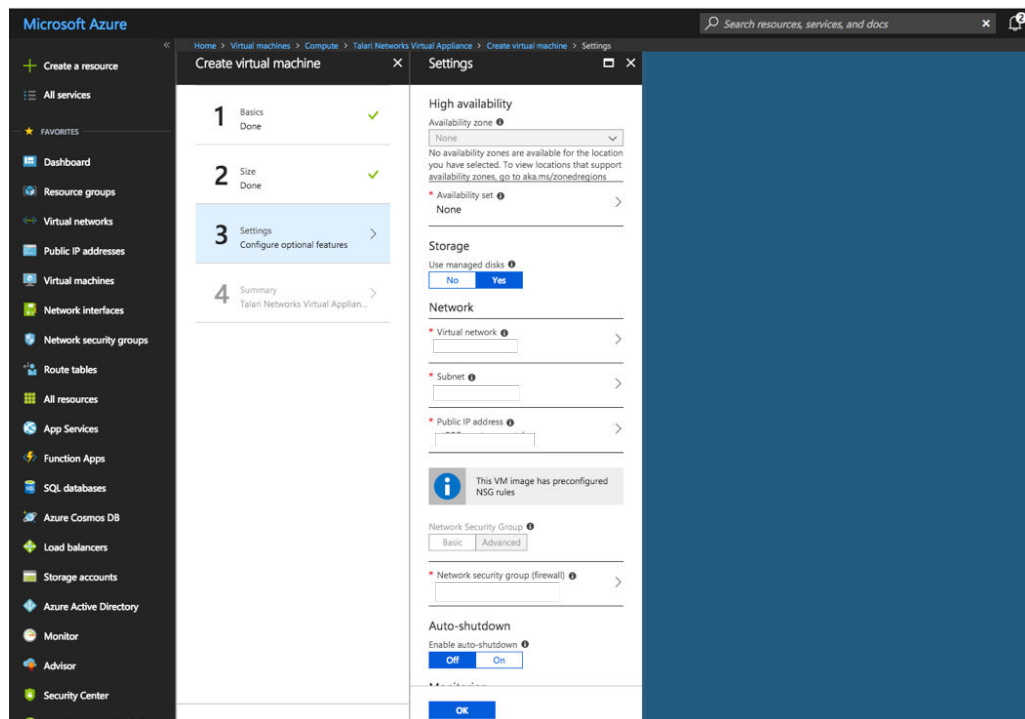 Microsoft Azure
Search resources, services, and docs
2
Home > Virtual machines > Compute > Talari Networks Virtual Appliance > Create virtual machine > Settings
Create a resource
All services
FAVORITES
Dashboard
Resource groups
Virtual networks
Public IP addresses
Virtual machines
Network interfaces
Network security groups
Route tables
All resources
App Services
Function Apps
SQL databases
Azure Cosmos DB
Load balancers
Storage accounts
Azure Active Directory
Monitor
Advisor
Security Center
Create virtual machine
1
Basics
Done
2
Size
Done
3
Settings
Configure optional features
4
Summary
Talari Networks Virtual Applian...
Settings
High availability
Availability zone
None
No availability zones are available for the location
you have selected. To view locations that support
availability zones, go to aka.ms/zonedregions
* Availability set
None
Storage
Use managed disks
No Yes
Network
* Virtual network
* Subnet
* Public IP address
This VM image has preconfigured
NSG rules
Network Security Group
Basic Advanced
* Network security group (firewall)
Auto-shutdown
Enable auto-shutdown
Off On
Monitoring
OK